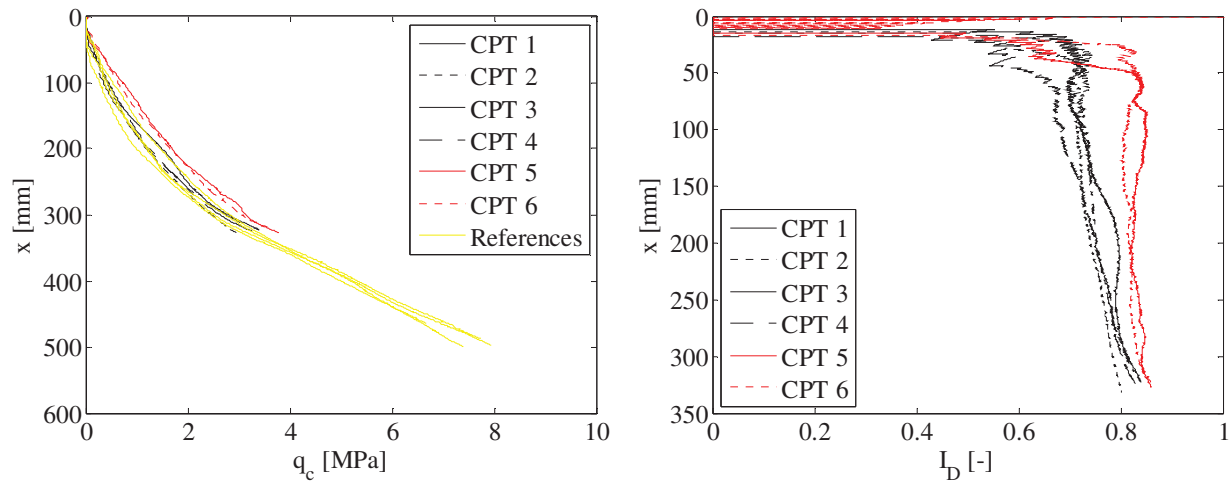 0
100
200
300
400
500
600
x [mm]
0 2 4 6 8 10
q_c [MPa]
CPT 1
CPT 2
CPT 3
CPT 4
CPT 5
CPT 6
References
0
50
100
150
200
250
300
350
x [mm]
0 0.2 0.4 0.6 0.8 1
I_D [-]
CPT 1
CPT 2
CPT 3
CPT 4
CPT 5
CPT 6